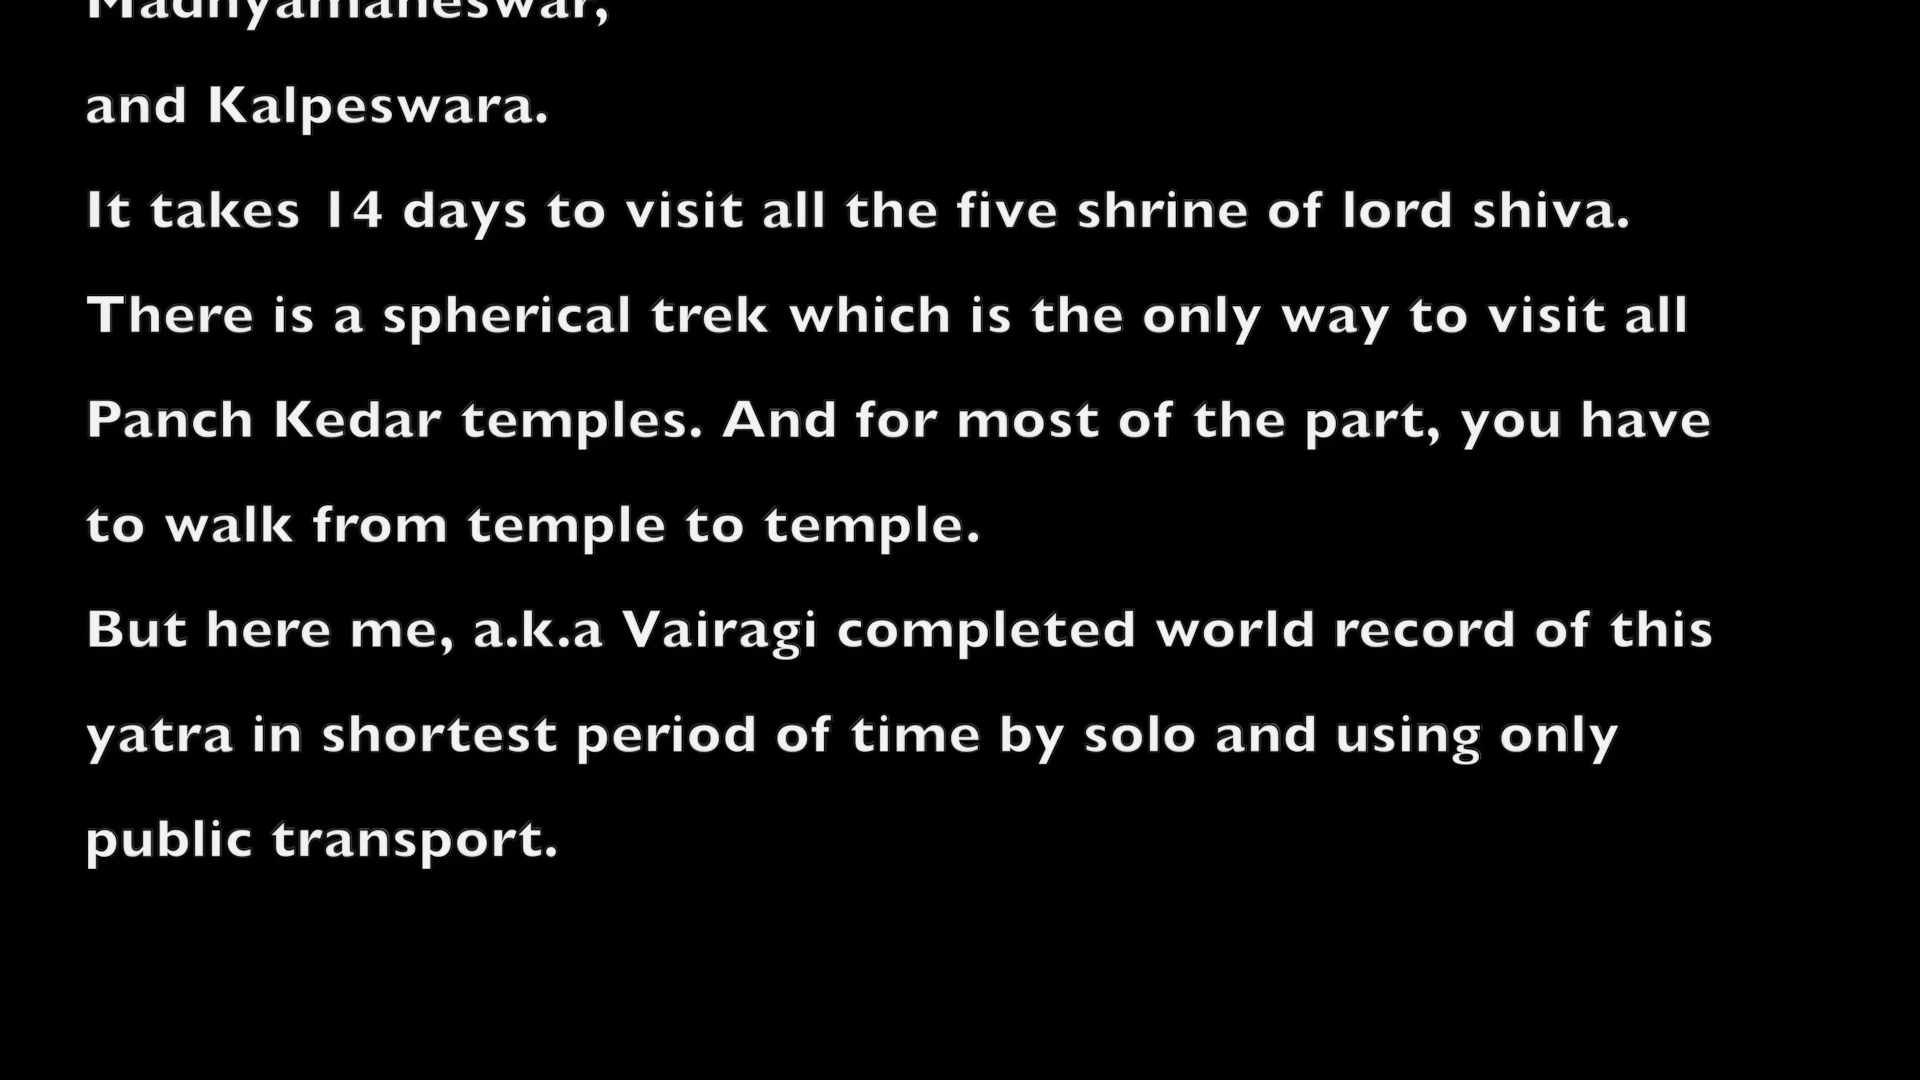 Madhyamaheswar,
and Kalpeswara.
It takes 14 days to visit all the five shrine of lord shiva.
There is a spherical trek which is the only way to visit all
Panch Kedar temples. And for most of the part, you have
to walk from temple to temple.
But here me, a.k.a Vairagi completed world record of this
yatra in shortest period of time by solo and using only
public transport.